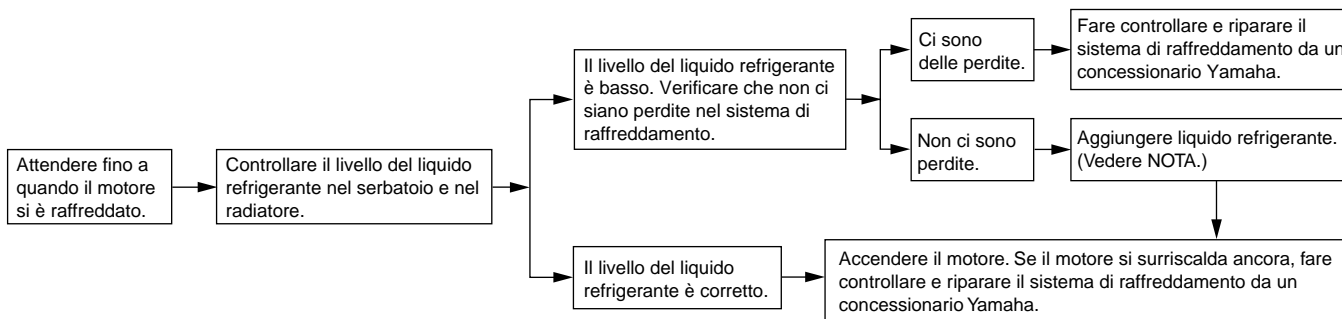 Attendere fino a
quando il motore
si è raffreddato.
Controllare il livello del liquido
refrigerante nel serbatoio e nel
radiatore.
Il livello del liquido refrigerante
è basso. Verificare che non ci
siano perdite nel sistema di
raffreddamento.
Ci sono
delle perdite.
Fare controllare e riparare il
sistema di raffreddamento da un
concessionario Yamaha.
Non ci sono
perdite.
Aggiungere liquido refrigerante.
(Vedere NOTA.)
Il livello del liquido
refrigerante è corretto.
Accendere il motore. Se il motore si surriscalda ancora, fare
controllare e riparare il sistema di raffreddamento da un
concessionario Yamaha.